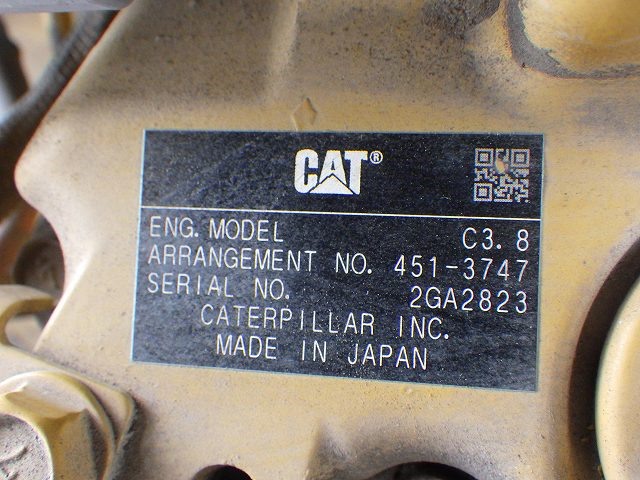 CAT®
ENG. MODEL C3.8
ARRANGEMENT NO. 451-3747
SERIAL NO. 2GA2823
CATERPILLAR INC.
MADE IN JAPAN